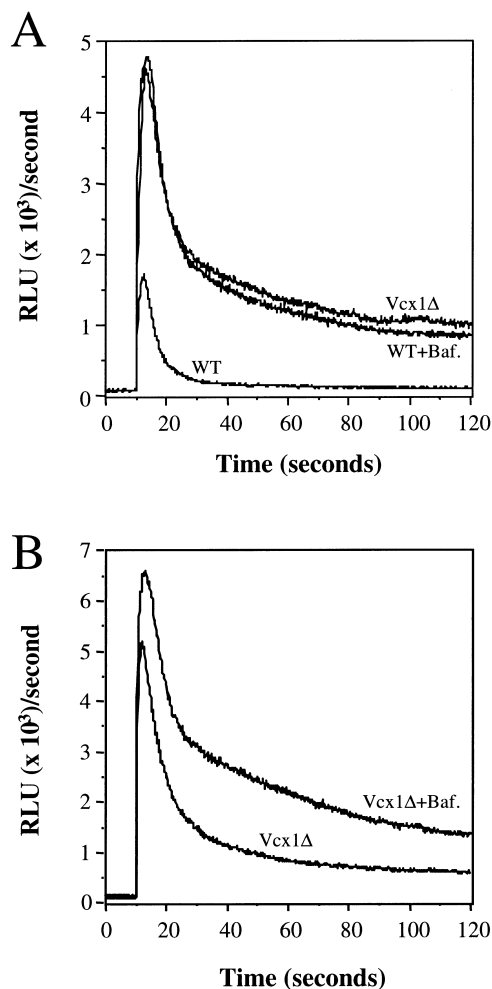 A
5
4
3
2
1
0
RLU (x 10³)/second
Vcx1Δ
WT+Baf.
WT
0 20 40 60 80 100 120
Time (seconds)
B
7
6
5
4
3
2
1
0
RLU (x 10³)/second
Vcx1Δ+Baf.
Vcx1Δ
0 20 40 60 80 100 120
Time (seconds)